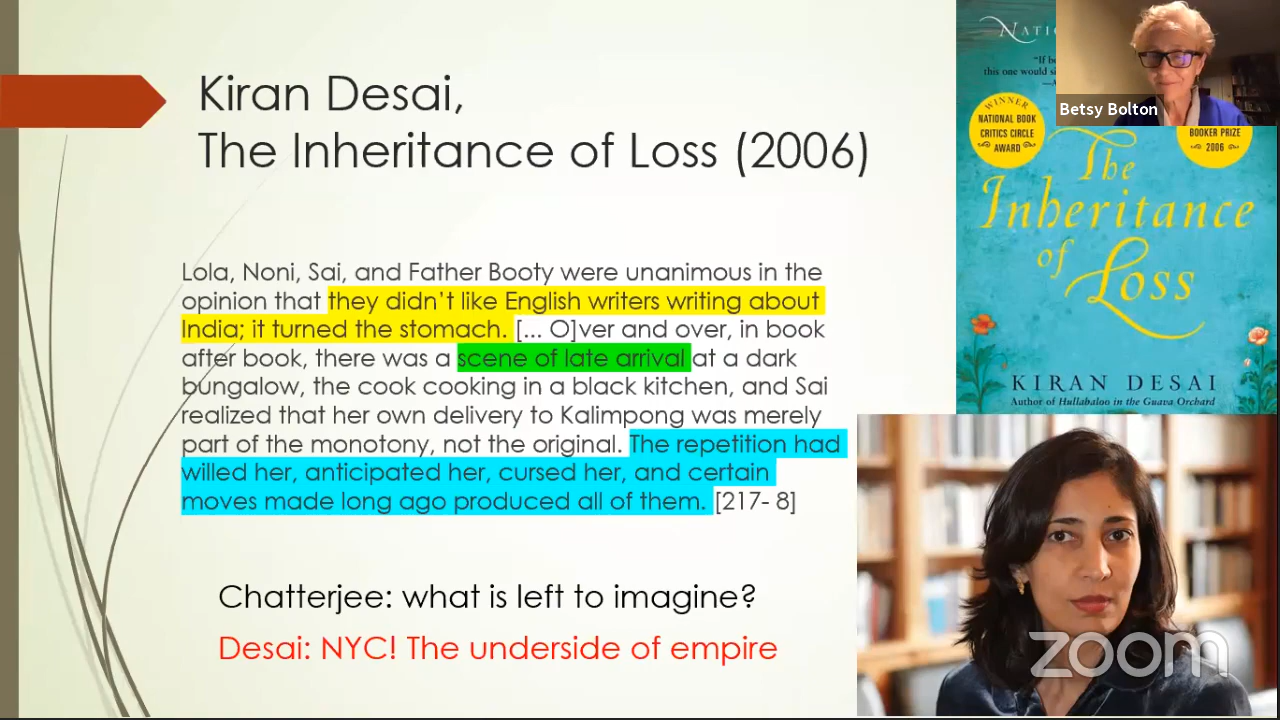 Kiran Desai,
The Inheritance of Loss (2006)
Lola, Noni, Sai, and Father Booty were unanimous in the
opinion that they didn't like English writers writing about
India; it turned the stomach. [... O]ver and over, in book
after book, there was a scene of late arrival at a dark
bungalow, the cook cooking in a black kitchen, and Sai
realized that her own delivery to Kalimpong was merely
part of the monotony, not the original. The repetition had
willed her, anticipated her, cursed her, and certain
moves made long ago produced all of them. [217- 8]
Chatterjee: what is left to imagine?
Desai: NYC! The underside of empire
this one would
Betsy Bolton
WINNER
NATIONAL BOOK
CRITICS CIRCLE
AWARD
BOOKER PRIZE
2006
The
Inheritance
of
Loss
KIRAN DESAI
Author of Hullabaloo in the Guava Orchard
zoom